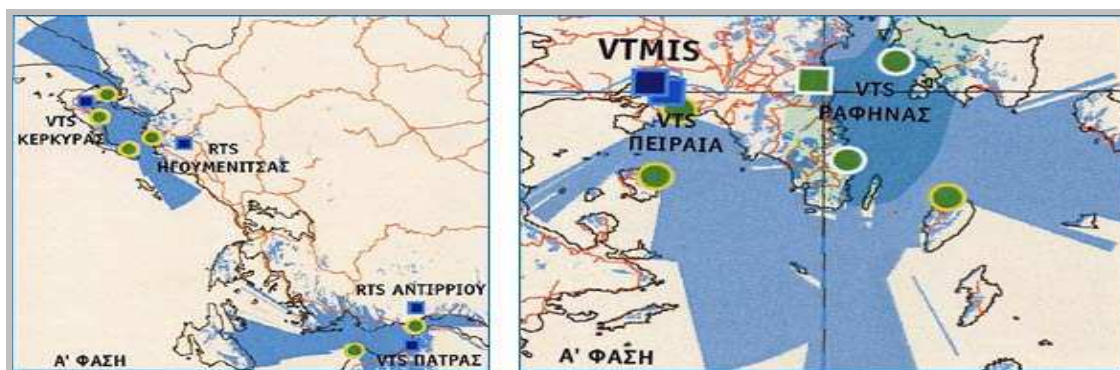 VTS
ΚΕΡΚΥΡΑΣ
RTS
ΗΓΟΥΜΕΝΙΤΣΑΣ
RTS ΑΝΤΙΡΡΙΟΥ
VTS ΠΑΤΡΑΣ
Α' ΦΑΣΗ
VTMIS
VTS
ΡΑΦΗΝΑΣ
VTS
ΠΕΙΡΑΙΑ
Α' ΦΑΣΗ